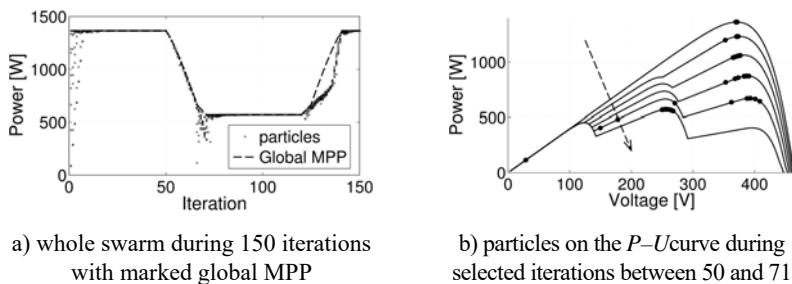 1500
1000
500
0
0
50
100
150
Power [W]
Iteration
particles
Global MPP
1000
500
0
0
100
200
300
400
Power [W]
Voltage [V]
a) whole swarm during 150 iterations
with marked global MPP
b) particles on the P–Ucurve during
selected iterations between 50 and 71